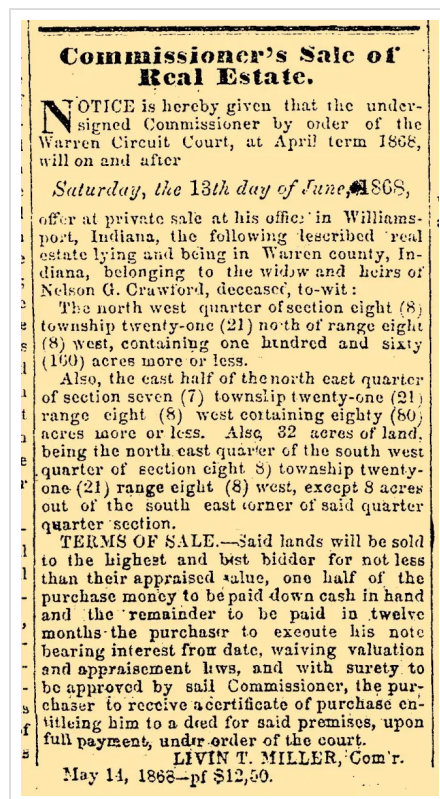 Commissioner's Sale of
Real Estate.
NOTICE is hereby given that the under-
signed Commissioner by order of the
Warren Circuit Court, at April term 1868,
will on and after
Saturday, the 13th day of June, 1868,
offer at private sale at his office in Williams-
port, Indiana, the following described real
estate lying and being in Warren county, In-
diana, belonging to the widow and heirs of
Nelson G. Crawford, deceased, to-wit:
The north west quarter of section eight (8)
township twenty-one (21) north of range eight
(8) west, containing one hundred and sixty
(160) acres more or less.
Also, the east half of the north east quarter
of section seven (7) township twenty-one (21)
range eight (8) west containing eighty (80)
acres more or less. Also, 32 acres of land,
being the north east quarter of the south west
quarter of section eight 8) township twenty-
one (21) range eight (8) west, except 8 acres
out of the south east corner of said quarter
quarter section.
TERMS OF SALE.—Said lands will be sold
to the highest and best bidder for not less
than their appraised value, one half of the
purchase money to be paid down cash in hand
and the remainder to be paid in twelve
months the purchaser to execute his note
bearing interest from date, waiving valuation
and appraisement laws, and with surety to
be approved by said Commissioner, the pur-
chaser to receive a certificate of purchase en-
titleing him to a deed for said premises, upon
full payment, under order of the court.
LIVIN T. MILLER, Com'r.
May 14, 1868—pf $12,00.